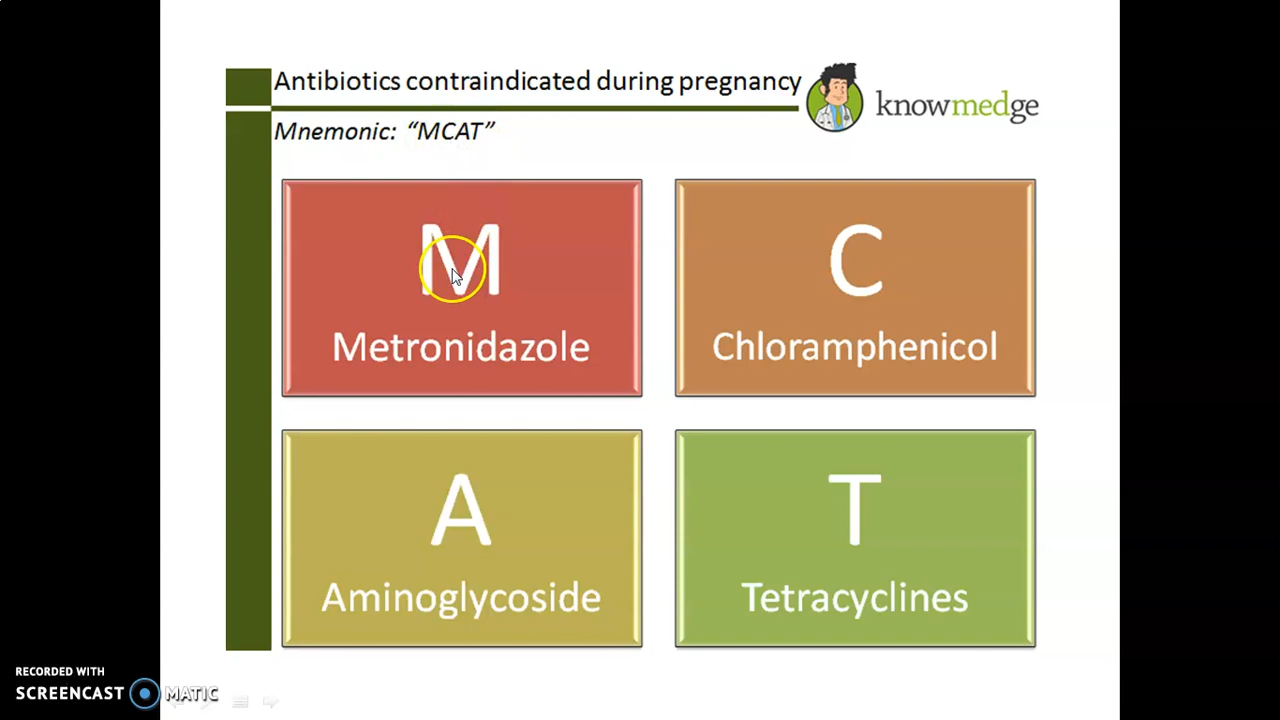 Antibiotics contraindicated during pregnancy
knowmedge
Mnemonic: “MCAT”
M
Metronidazole
C
Chloramphenicol
A
Aminoglycoside
T
Tetracyclines
RECORDED WITH
SCREENCAST MATIC